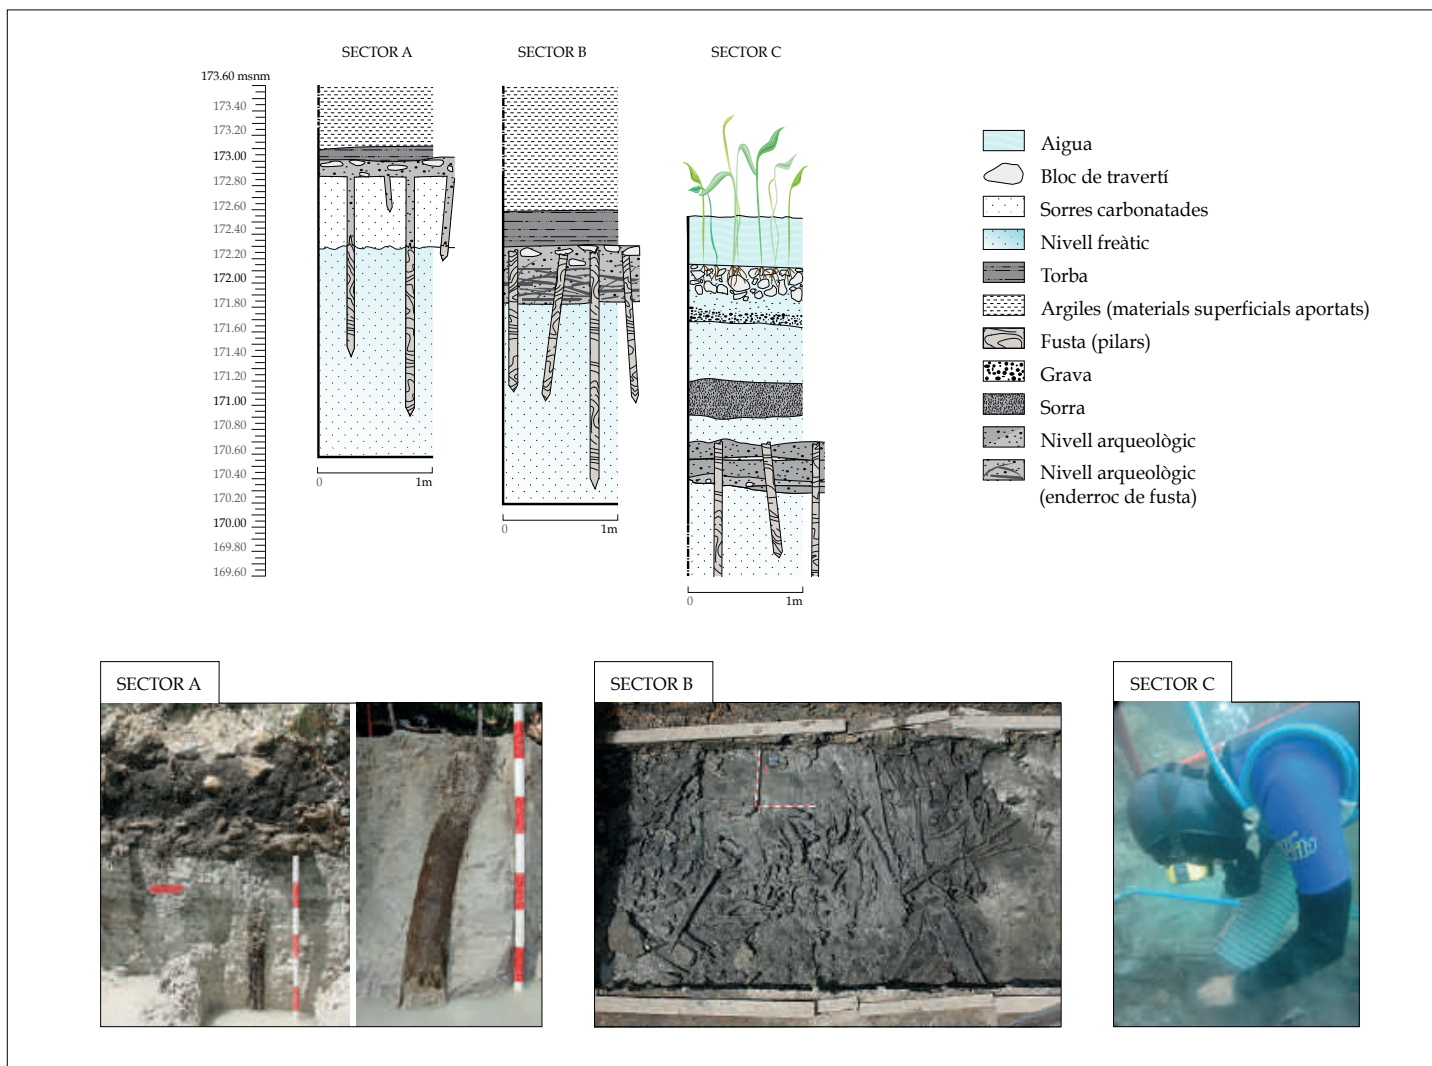 SECTOR A
SECTOR B
SECTOR C
173.60 msnm
173.40
173.20
173.00
172.80
172.60
172.40
172.20
172.00
171.80
171.60
171.40
171.20
171.00
170.80
170.60
170.40
170.20
170.00
169.80
169.60
0 1m
0 1m
0 1m
Aigua
Bloc de travertí
Sorres carbonatades
Nivell freàtic
Torba
Argiles (materials superficials aportats)
Fusta (pilars)
Grava
Sorra
Nivell arqueològic
Nivell arqueològic
(enderroc de fusta)
SECTOR A
SECTOR B
SECTOR C